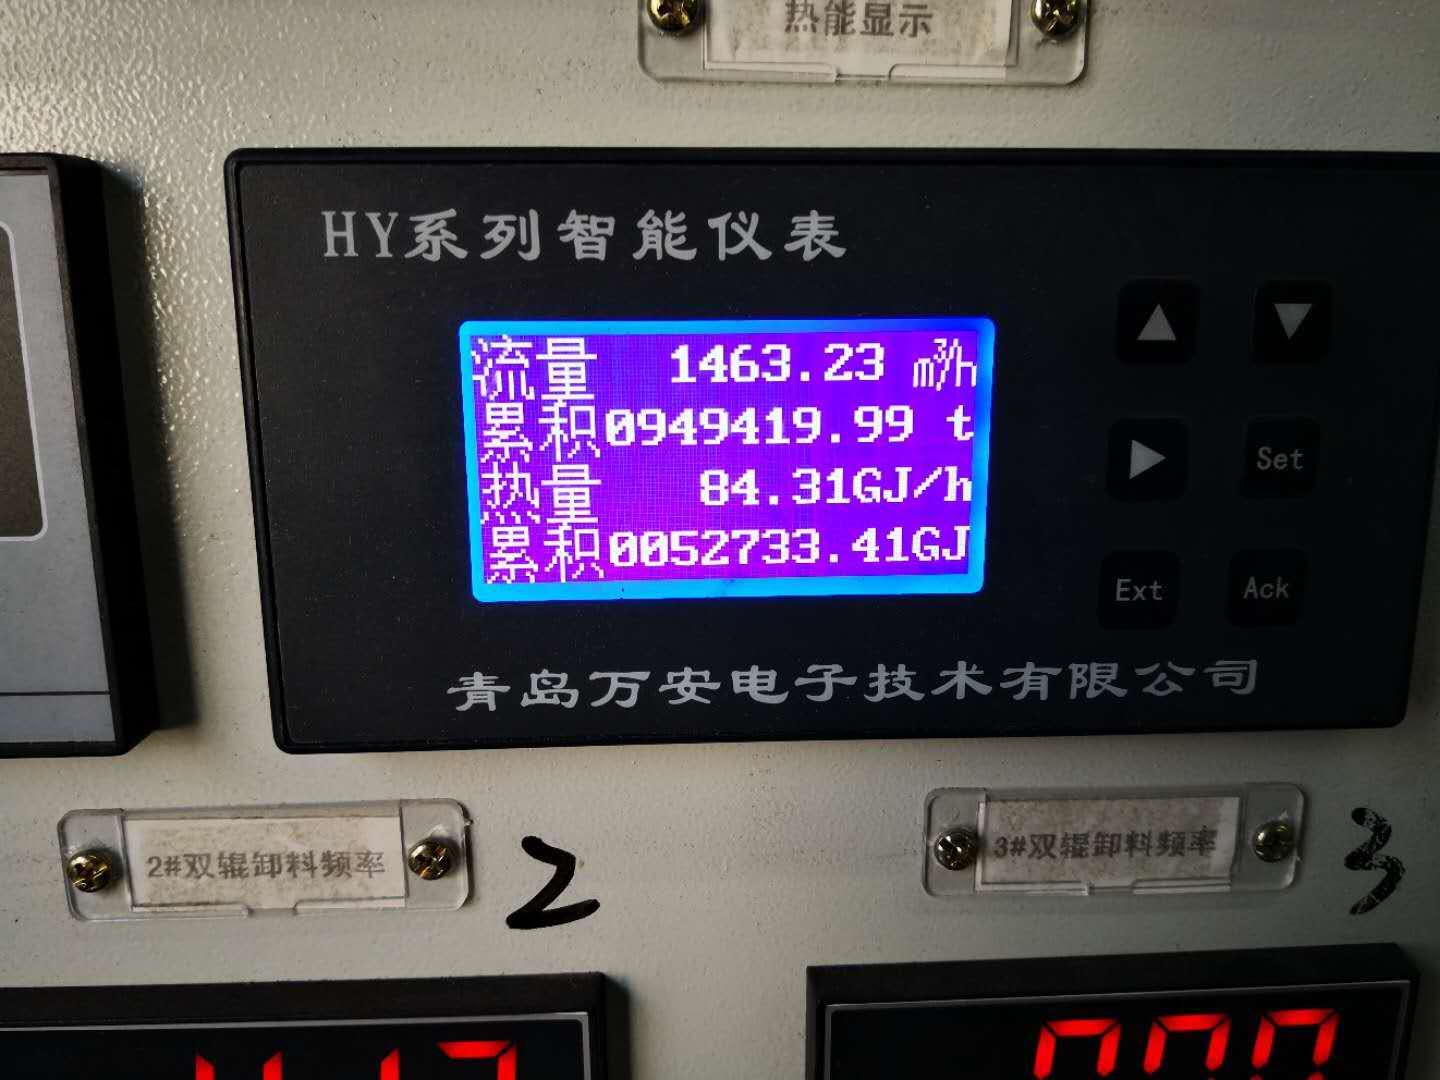 热能显示
HY系列智能仪表
流量 1463.23 m³/h
累积0949419.99 t
热量 84.31GJ/h
累积0052733.41GJ
Set
Ext
Ack
青岛万安电子技术有限公司
2#双辊卸料频率
2
3#双辊卸料频率
3